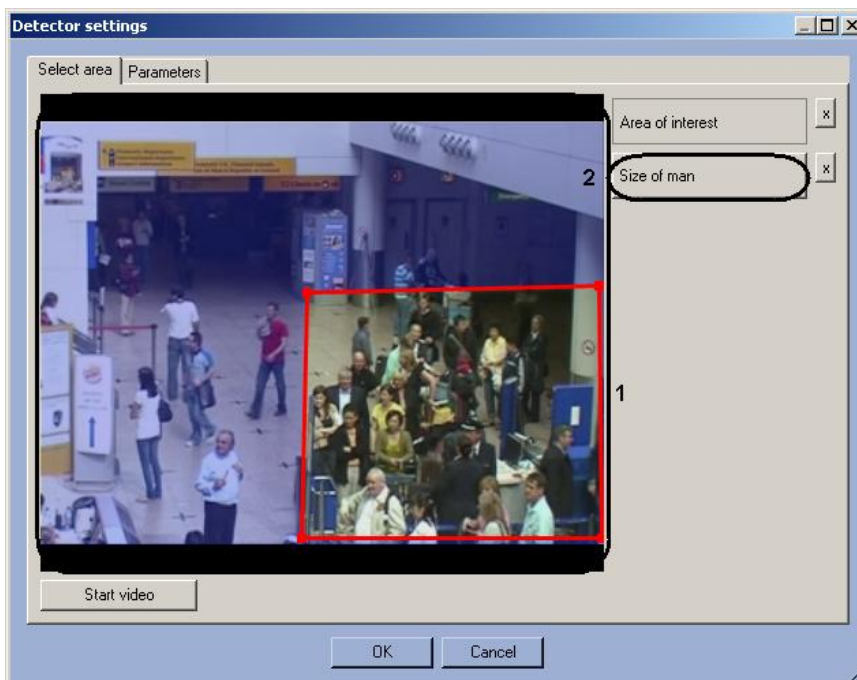 Detector settings
Select area
Parameters
Area of interest
x
2
Size of man
x
1
Start video
OK
Cancel